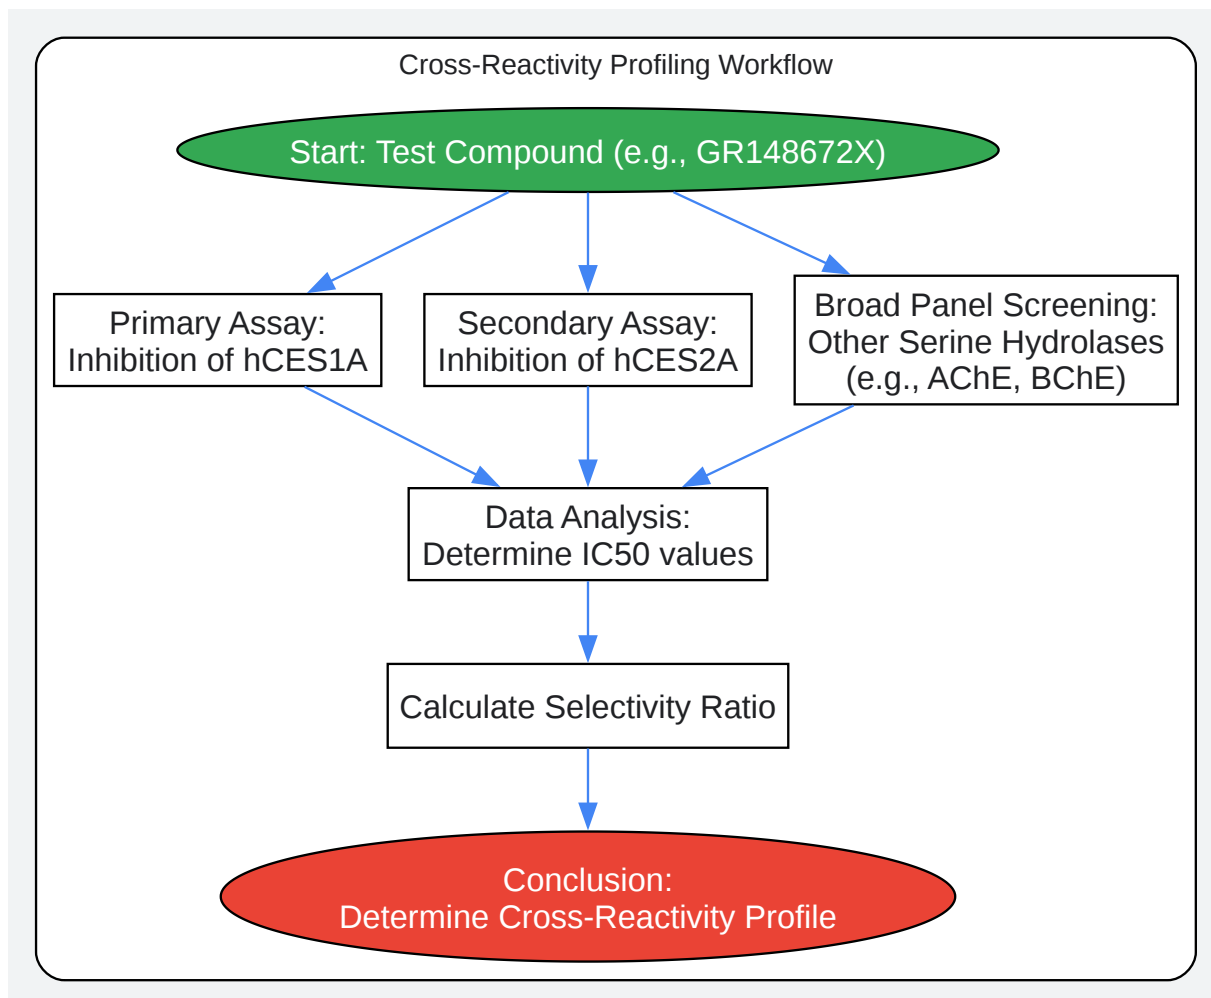 Cross-Reactivity Profiling Workflow
Start: Test Compound (e.g., GR148672X)
Primary Assay:
Inhibition of hCES1A
Secondary Assay:
Inhibition of hCES2A
Broad Panel Screening:
Other Serine Hydrolases
(e.g., AChE, BChE)
Data Analysis:
Determine IC50 values
Calculate Selectivity Ratio
Conclusion:
Determine Cross-Reactivity Profile